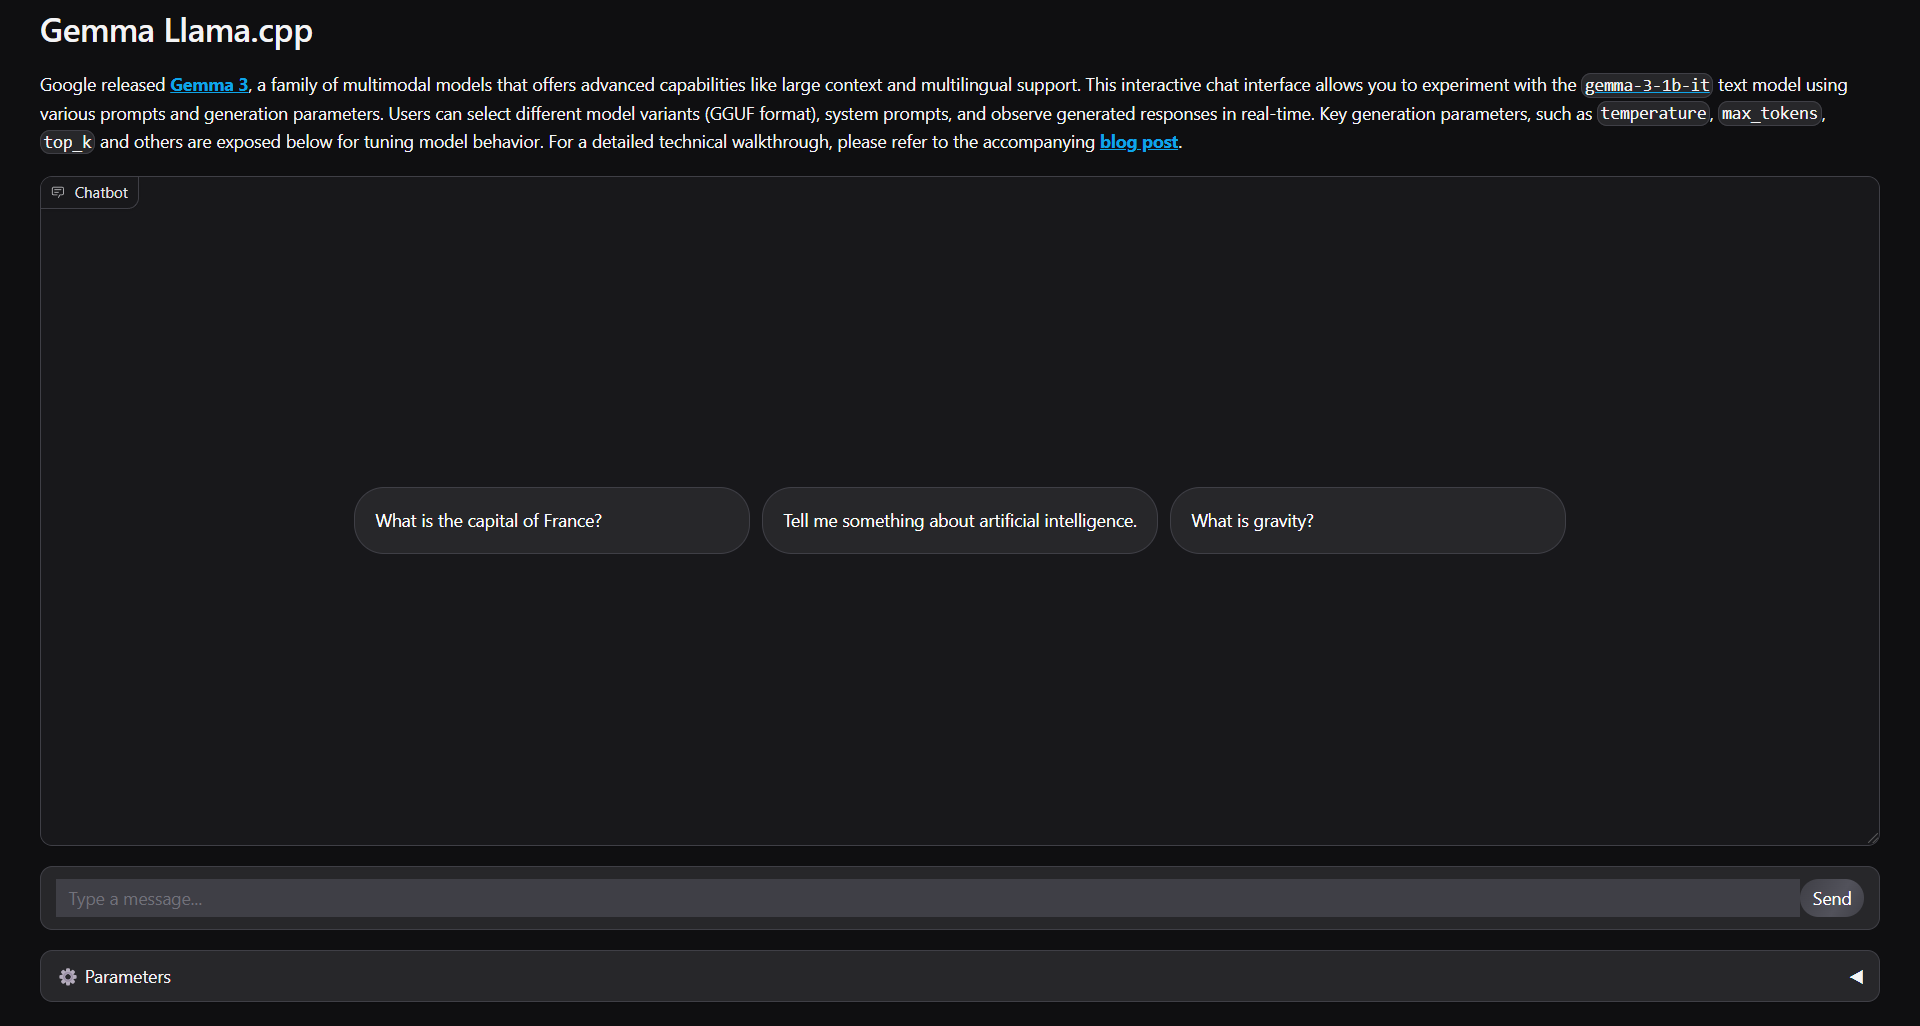 Gemma Llama.cpp
Google released Gemma 3, a family of multimodal models that offers advanced capabilities like large context and multilingual support. This interactive chat interface allows you to experiment with the gemma-3-1b-it text model using
various prompts and generation parameters. Users can select different model variants (GGUF format), system prompts, and observe generated responses in real-time. Key generation parameters, such as temperature, max_tokens,
top_k and others are exposed below for tuning model behavior. For a detailed technical walkthrough, please refer to the accompanying blog post.
Chatbot
What is the capital of France?
Tell me something about artificial intelligence.
What is gravity?
Type a message...
Send
Parameters